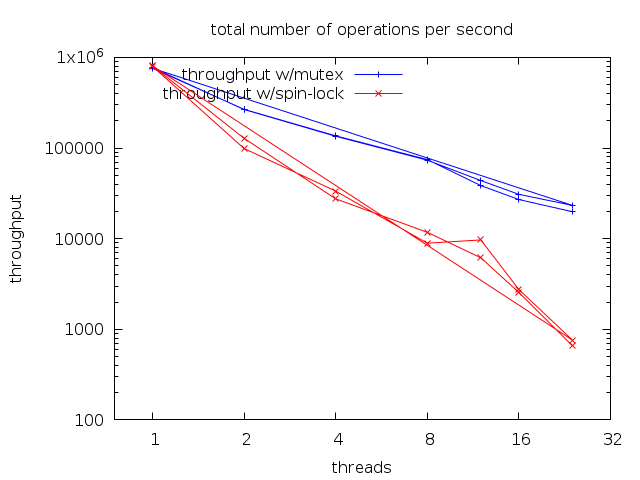 total number of operations per second
1x10^6
throughput w/mutex
throughput w/spin-lock
100000
throughput
10000
1000
100
1 2 4 8 16 32
threads